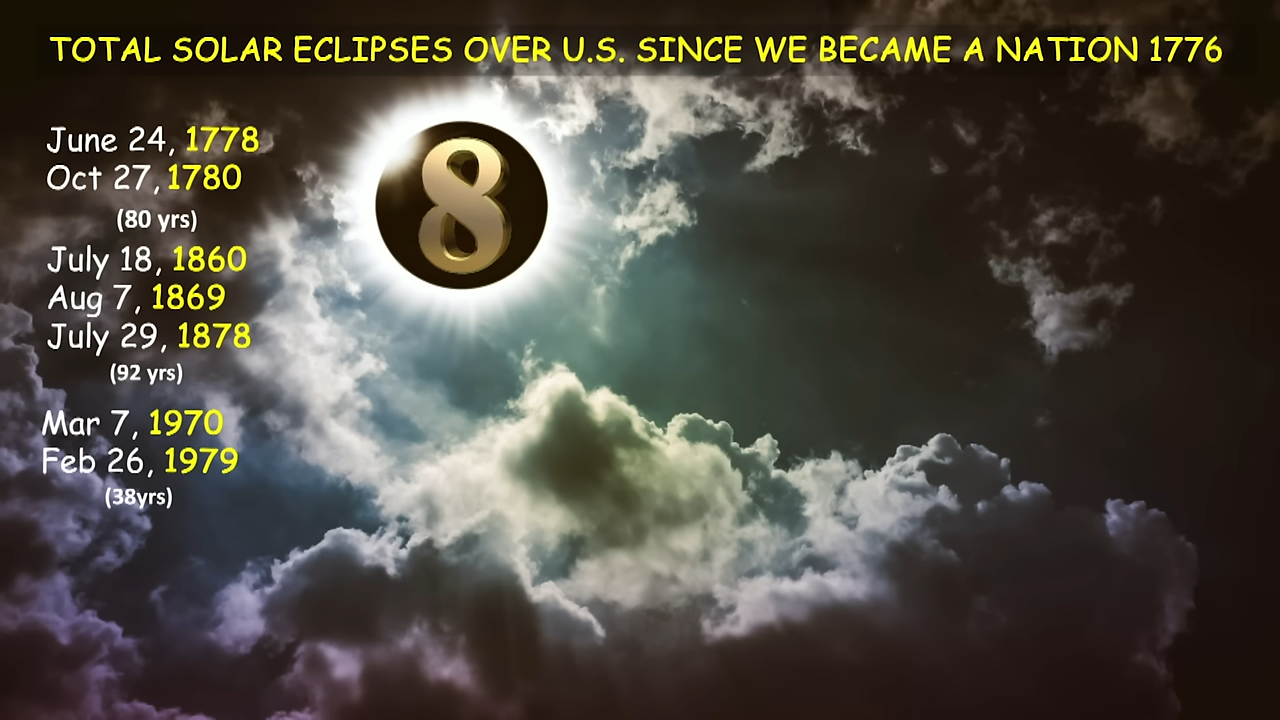 TOTAL SOLAR ECLIPSES OVER U.S. SINCE WE BECAME A NATION 1776
8
June 24, 1778
Oct 27, 1780
(80 yrs)
July 18, 1860
Aug 7, 1869
July 29, 1878
(92 yrs)
Mar 7, 1970
Feb 26, 1979
(38yrs)